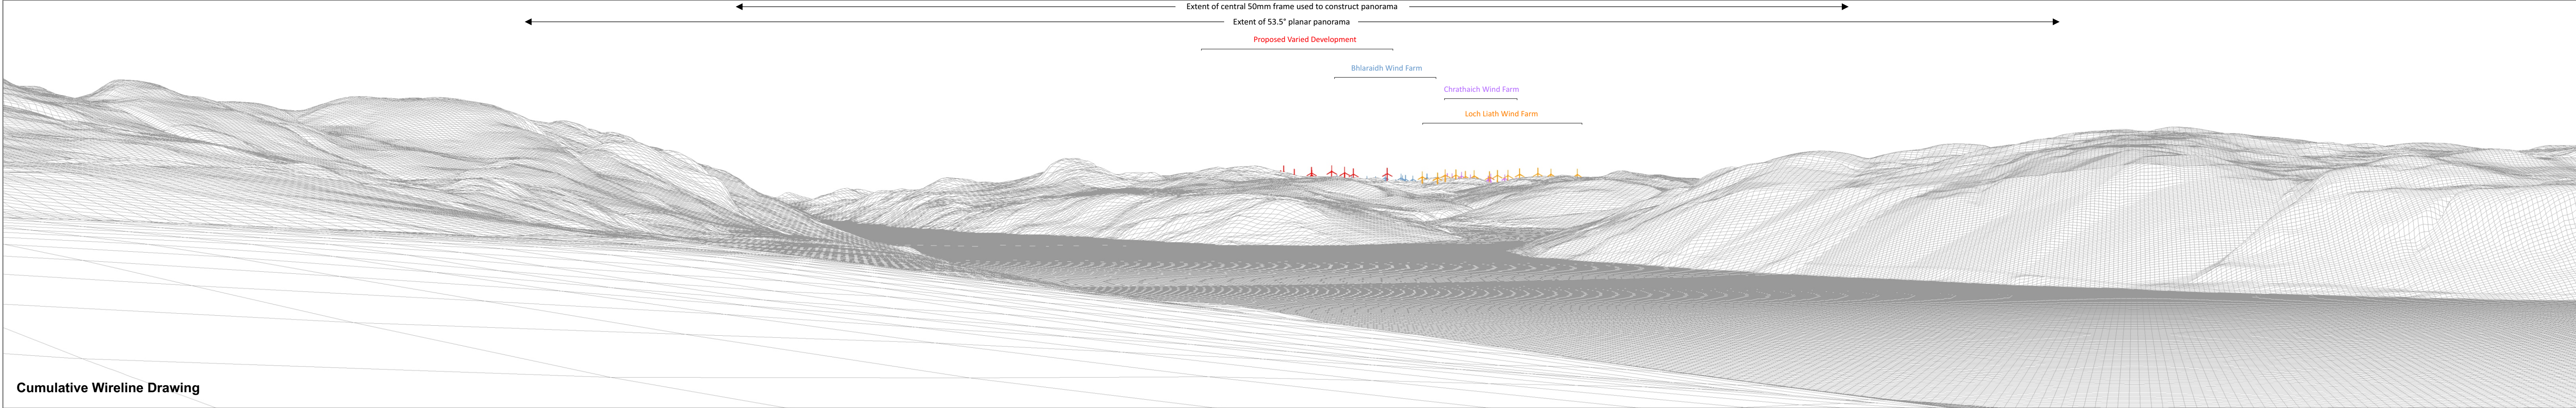 Extent of central 50mm frame used to construct panorama
Extent of 53.5° planar panorama
Proposed Varied Development
Bhlaraidh Wind Farm
Chrathaich Wind Farm
Loch Liath Wind Farm
Cumulative Wireline Drawing